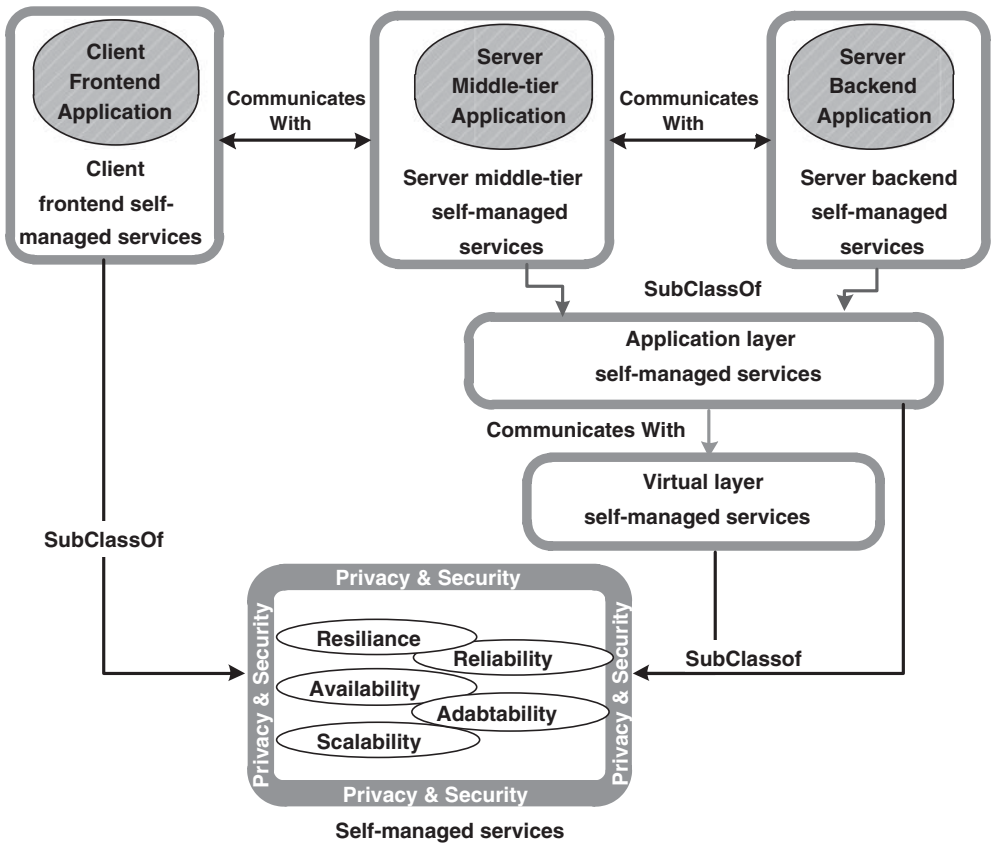 Client
Frontend
Application
Client
frontend self-
managed services
Communicates
With
Server
Middle-tier
Application
Server middle-tier
self-managed
services
Communicates
With
Server
Backend
Application
Server backend
self-managed
services
SubClassOf
Application layer
self-managed services
Communicates With
Virtual layer
self-managed services
SubClassOf
SubClassof
Privacy & Security
Privacy & Security
Resiliance
Reliability
Availability
Adabtability
Scalability
Privacy & Security
Privacy & Security
Self-managed services